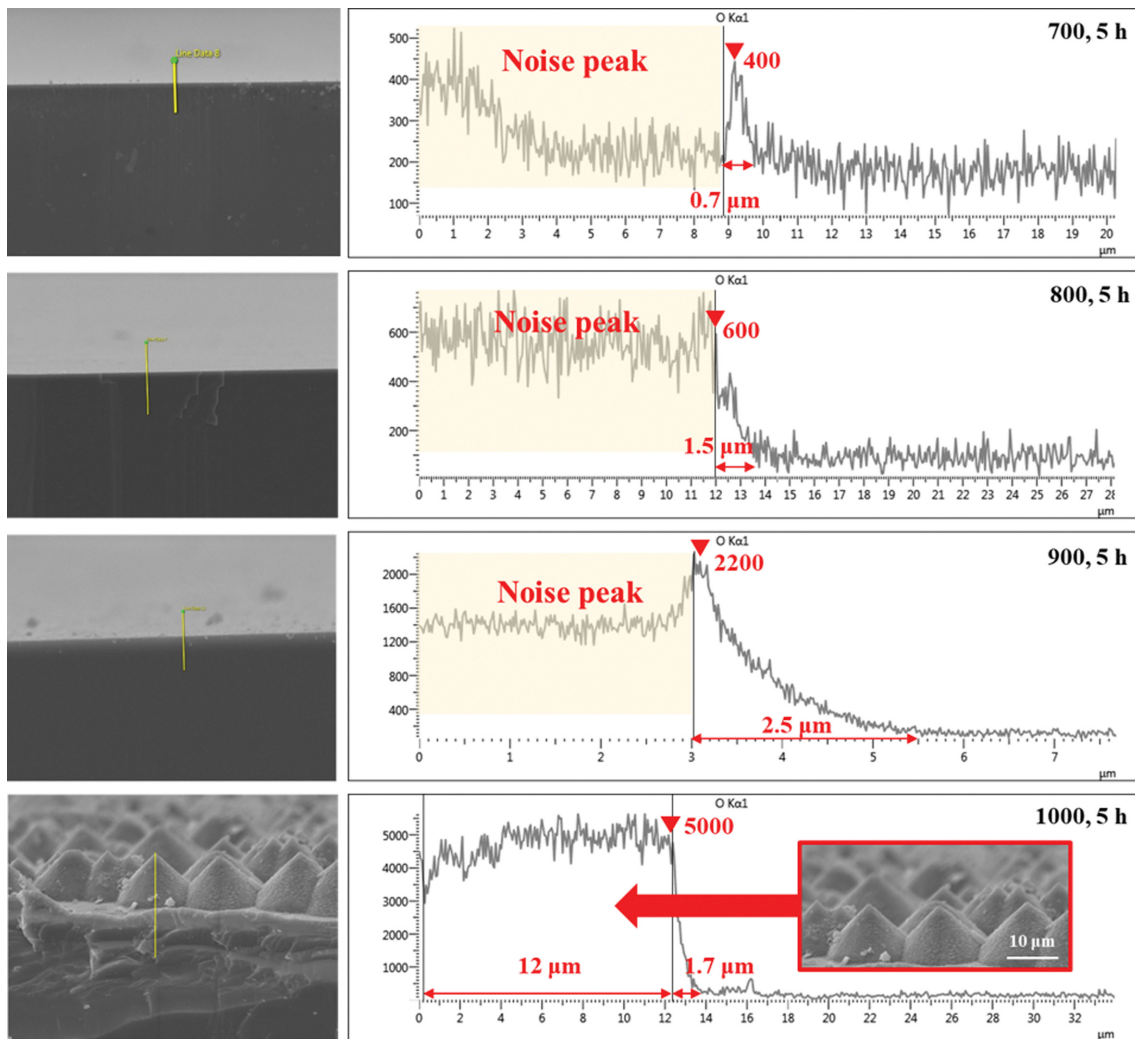 Line Data 8
O Kα1
700, 5 h
500
400
300
200
100
Noise peak
400
0.7 μm
0 1 2 3 4 5 6 7 8 9 10 11 12 13 14 15 16 17 18 19 20
μm
O Kα1
800, 5 h
600
400
200
Noise peak
600
1.5 μm
0 1 2 3 4 5 6 7 8 9 10 11 12 13 14 15 16 17 18 19 20 21 22 23 24 25 26 27 28
μm
O Kα1
900, 5 h
2200
2000
1600
1200
800
400
Noise peak
2.5 μm
0 1 2 3 4 5 6 7
μm
O Kα1
1000, 5 h
5000
5000
4000
3000
2000
1000
10 μm
12 μm
1.7 μm
0 2 4 6 8 10 12 14 16 18 20 22 24 26 28 30 32
μm